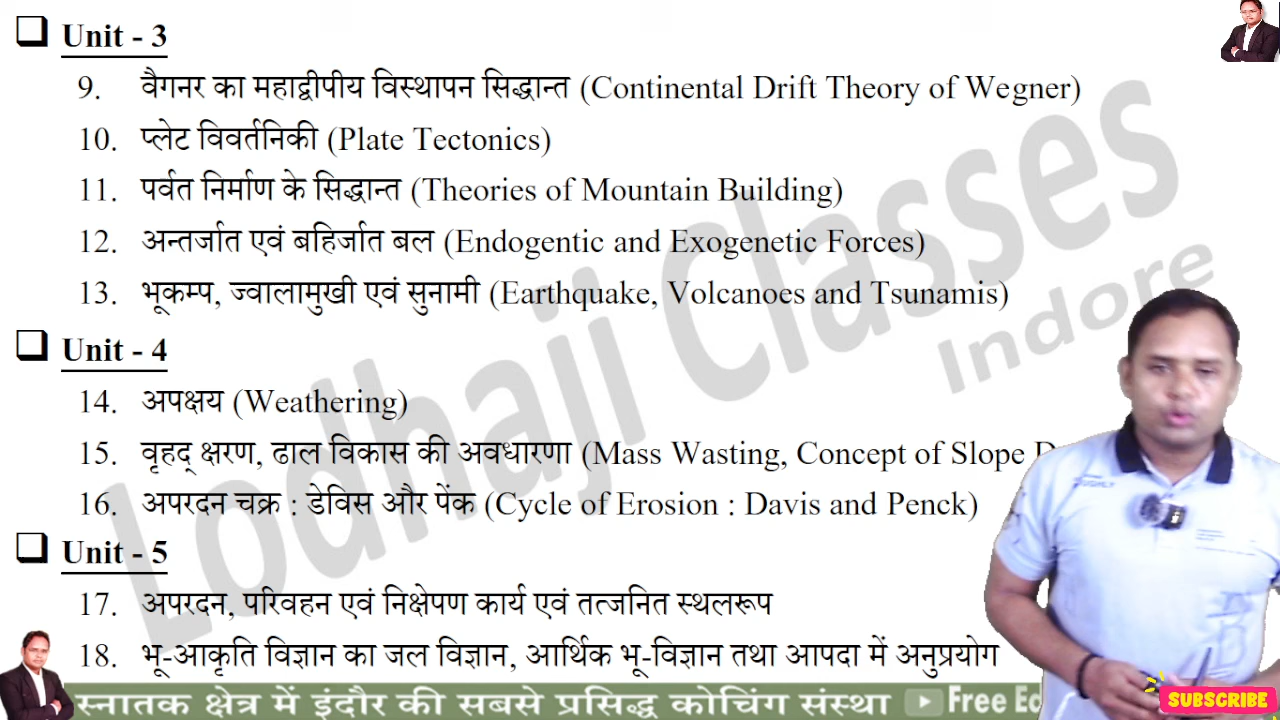 Unit - 3
9. वैगनर का महाद्वीपीय विस्थापन सिद्धान्त (Continental Drift Theory of Wegner)
10. प्लेट विवर्तनिकी (Plate Tectonics)
11. पर्वत निर्माण के सिद्धान्त (Theories of Mountain Building)
12. अन्तर्जात एवं बहिर्जात बल (Endogentic and Exogenetic Forces)
13. भूकम्प, ज्वालामुखी एवं सुनामी (Earthquake, Volcanoes and Tsunamis)
Unit - 4
14. अपक्षय (Weathering)
15. वृहद् क्षरण, ढाल विकास की अवधारणा (Mass Wasting, Concept of Slope
16. अपरदन चक्र : डेविस और पेंक (Cycle of Erosion : Davis and Penck)
Unit - 5
17. अपरदन, परिवहन एवं निक्षेपण कार्य एवं तत्जनित स्थलरूप
18. भू-आकृति विज्ञान का जल विज्ञान, आर्थिक भू-विज्ञान तथा आपदा में अनुप्रयोग
Lodhaji Classes
Indore
स्नातक क्षेत्र में इंदौर की सबसे प्रसिद्ध कोचिंग संस्था Free
SUBSCRIBE